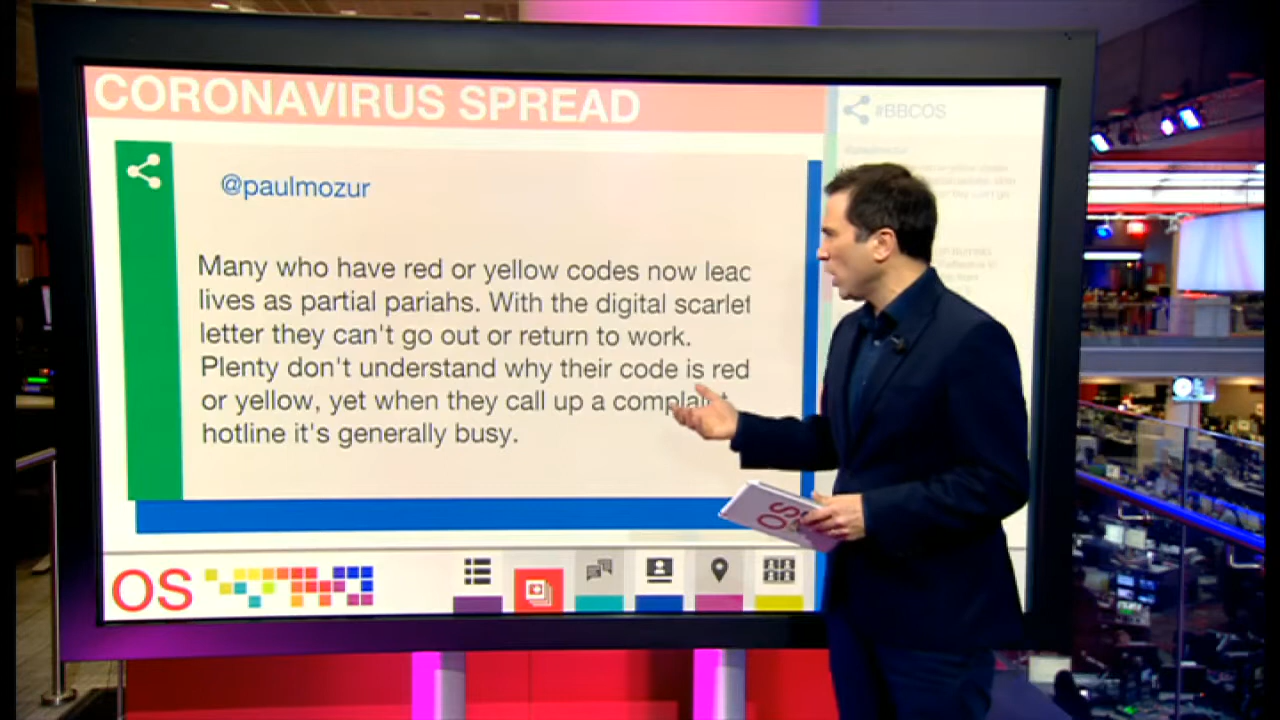 CORONAVIRUS SPREAD
#BBCOS
@paulmozur
Many who have red or yellow codes now leac
lives as partial pariahs. With the digital scarlet
letter they can't go out or return to work.
Plenty don't understand why their code is red
or yellow, yet when they call up a complaint
hotline it's generally busy.
OS
OS